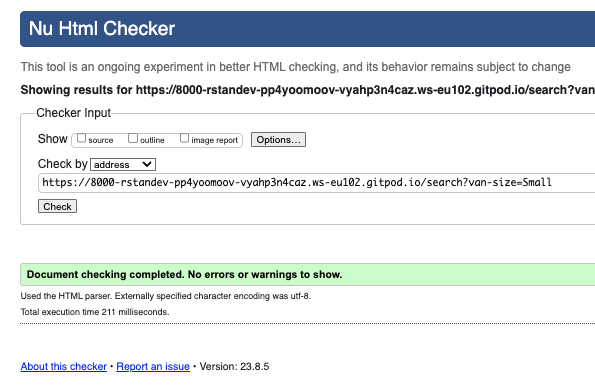 Nu Html Checker
This tool is an ongoing experiment in better HTML checking, and its behavior remains subject to change
Showing results for https://8000-rstandev-pp4yoomoov-vyahp3n4caz.ws-eu102.gitpod.io/search?van
Checker Input
Show source outline image report Options...
Check by address
https://8000-rstandev-pp4yoomoov-vyahp3n4caz.ws-eu102.gitpod.io/search?van-size=Small
Check
Document checking completed. No errors or warnings to show.
Used the HTML parser. Externally specified character encoding was utf-8.
Total execution time 211 milliseconds.
About this checker • Report an issue • Version: 23.8.5